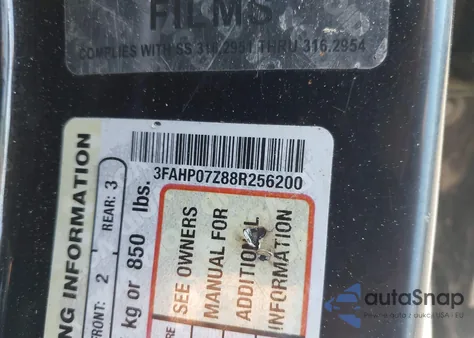 FILMS
COMPLIES WITH SS 316.2951 THRU 316.2954
3FAHP07Z88R256200
NG INFORMATION
FRONT: 2
REAR: 3
kg or 850 lbs.
SEE OWNERS
MANUAL FOR
ADDITIONAL
INFORMATION
autaSnap